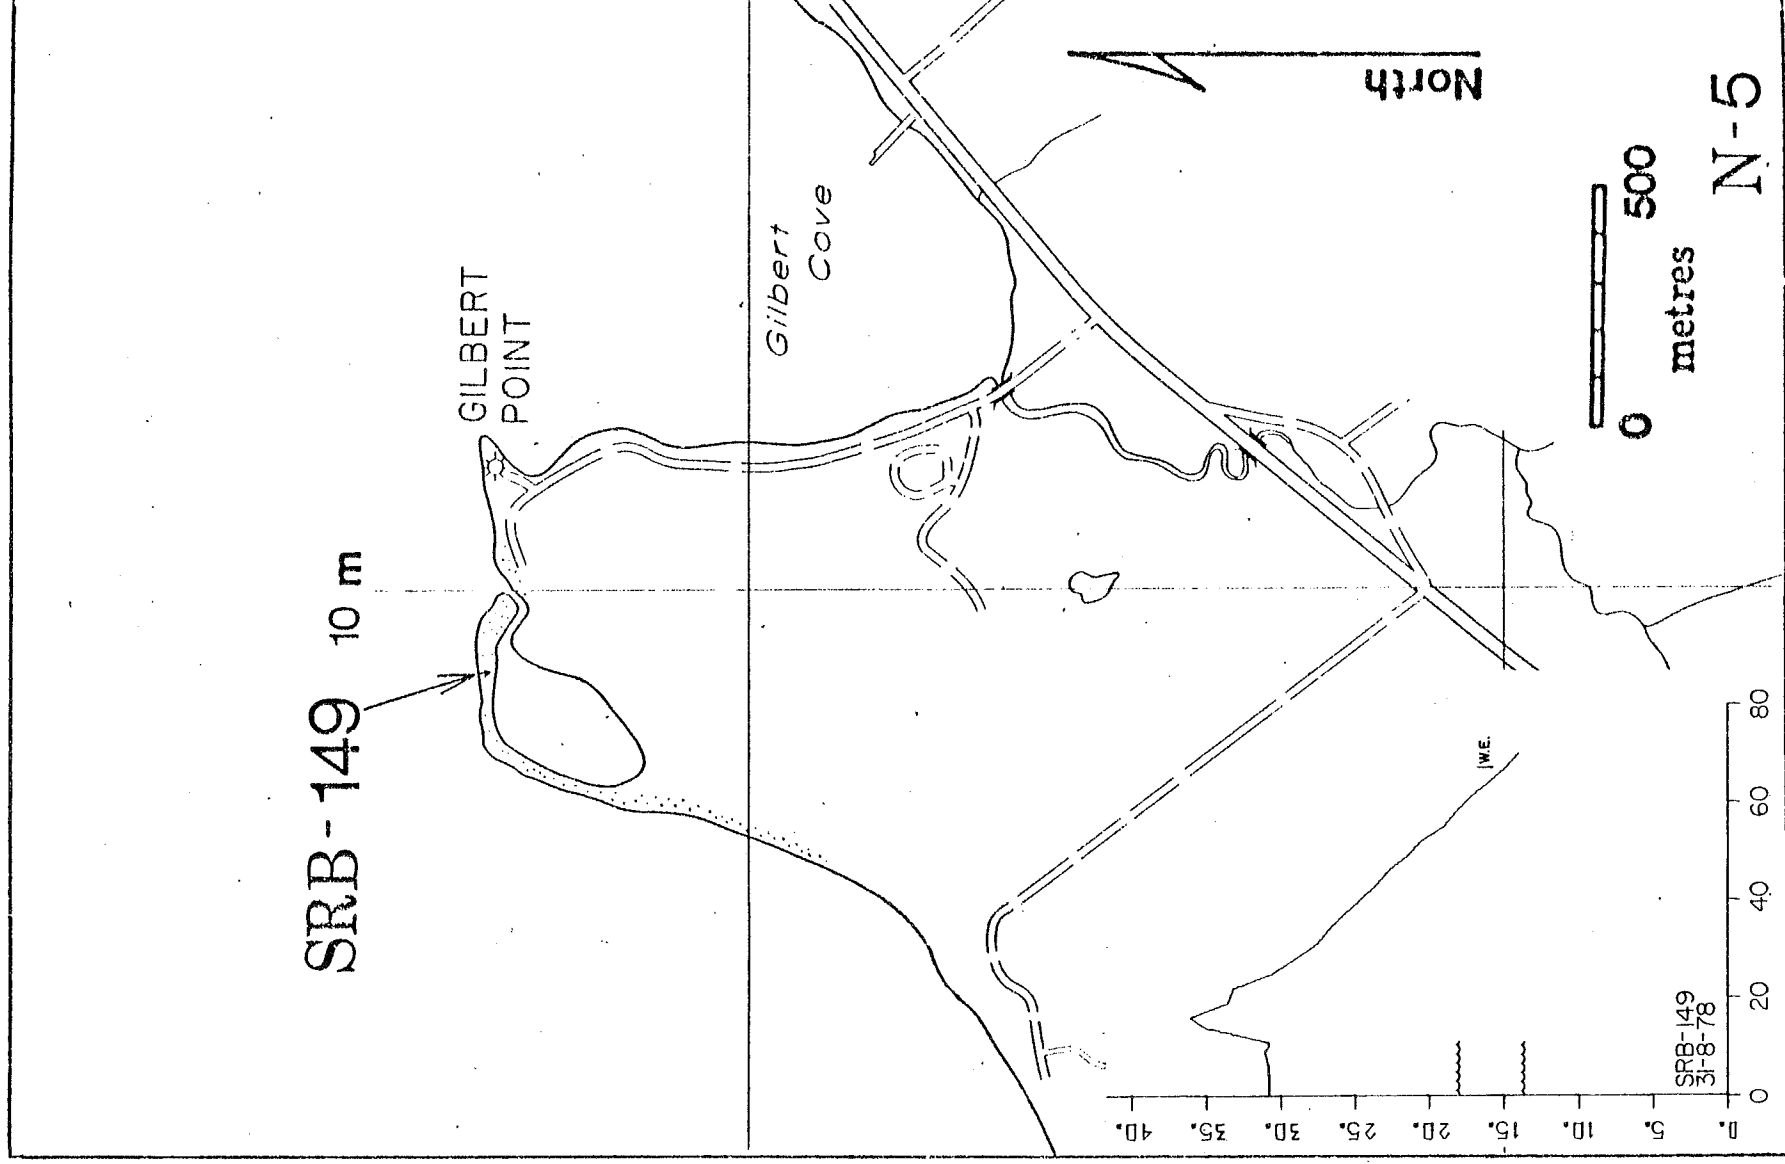 SRB-149 10 m
GILBERT
POINT
Gilbert
Cove
North
0 500
metres
N-5
W.E.
SRB-149
31-8-78
40.
35.
30.
25.
20.
15.
10.
5.
0.
0 20 40 60 80